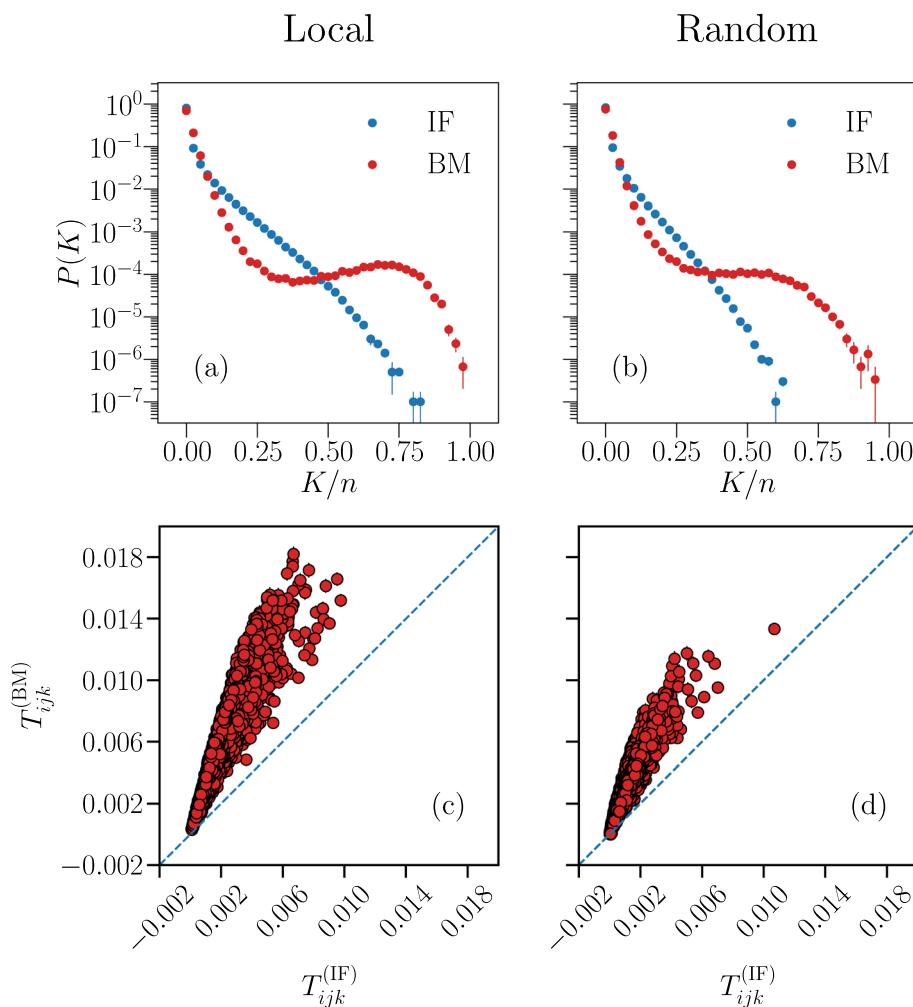 Local Random
10^0
10^-1
10^-2
10^-3
10^-4
10^-5
10^-6
10^-7
P(K)
IF
BM
(a)
0.00 0.25 0.50 0.75 1.00
K/n
IF
BM
(b)
0.00 0.25 0.50 0.75 1.00
K/n
0.018
0.014
0.010
0.006
0.002
−0.002
T_{ijk}^{(BM)}
(c)
−0.002 0.002 0.006 0.010 0.014 0.018
T_{ijk}^{(IF)}
(d)
−0.002 0.002 0.006 0.010 0.014 0.018
T_{ijk}^{(IF)}